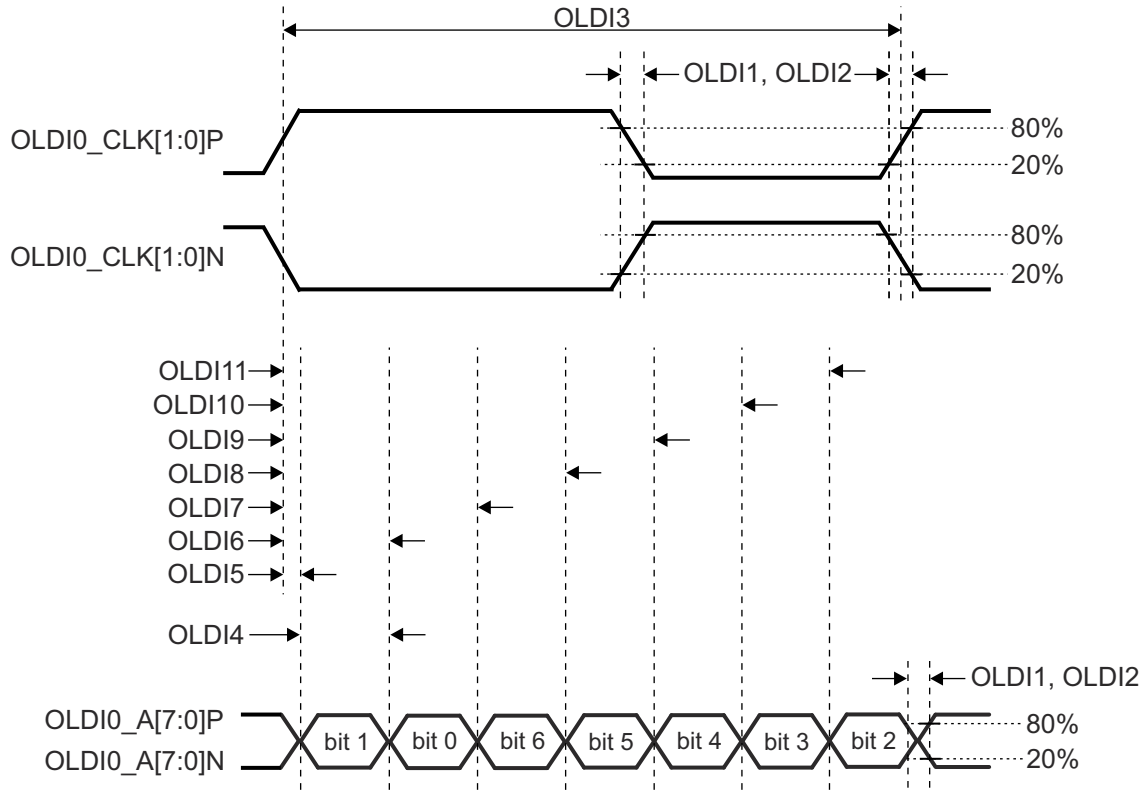 OLDI3
OLDI1, OLDI2
OLDI0_CLK[1:0]P
80%
20%
OLDI0_CLK[1:0]N
80%
20%
OLDI11
OLDI10
OLDI9
OLDI8
OLDI7
OLDI6
OLDI5
OLDI4
OLDI1, OLDI2
OLDI0_A[7:0]P
80%
bit 1 bit 0 bit 6 bit 5 bit 4 bit 3 bit 2
OLDI0_A[7:0]N
20%